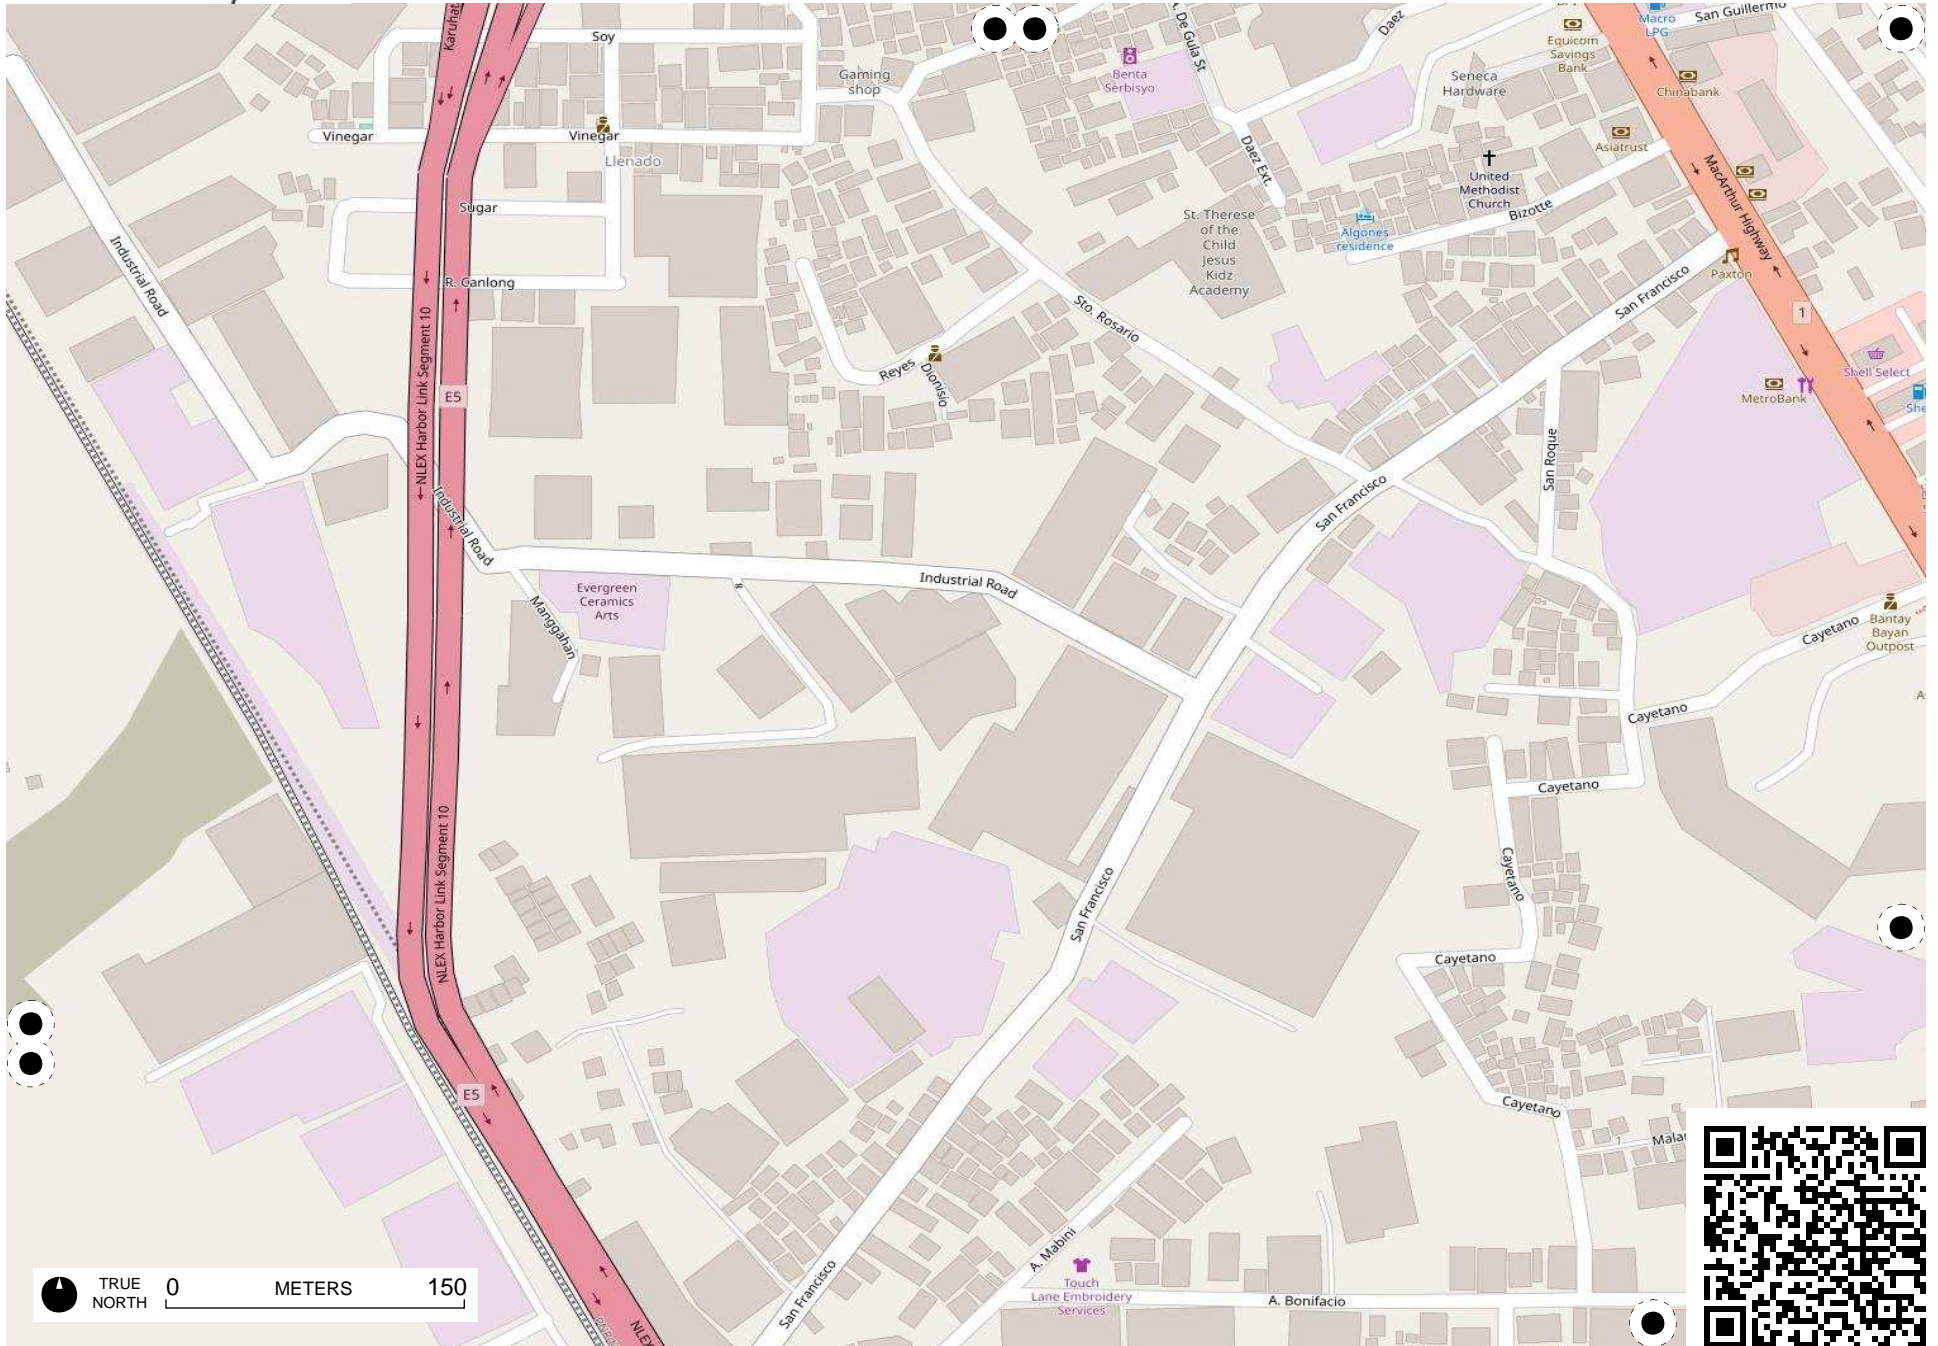 Karuhat
Soy
Gaming
shop
Benta
Serbisyo
A. De Gula St
Daez
Equicom
Savings
Bank
Macro
LPG
San Guillermo
Seneca
Hardware
Chinabank
Vinegar
Vinegar
Llenado
Daez Ext.
Asiatrust
United
Methodist
Church
MacArthur Highway
Sugar
St. Therese
of the
Child
Jesus
Kidz
Academy
Algones
residence
Bizotte
Industrial Road
R. Canlong
Paxton
San Francisco
Sto. Rosario
1
NLEX Harbor Link Segment 10
E5
Reyes
Dionisio
Shell Select
MetroBank
She
San Roque
Industrial Road
San Francisco
Evergreen
Ceramics
Arts
Industrial Road
Manggahan
Bantay
Bayan
Outpost
Cayetano
Cayetano
Cayetano
NLEX Harbor Link Segment 10
Cayetano
San Francisco
Cayetano
E5
Cayetano
1
Malar
A. Mabini
San Francisco
Touch
Lane Embroidery
Services
A. Bonifacio
NLEX
TRUE
NORTH
0 METERS 150